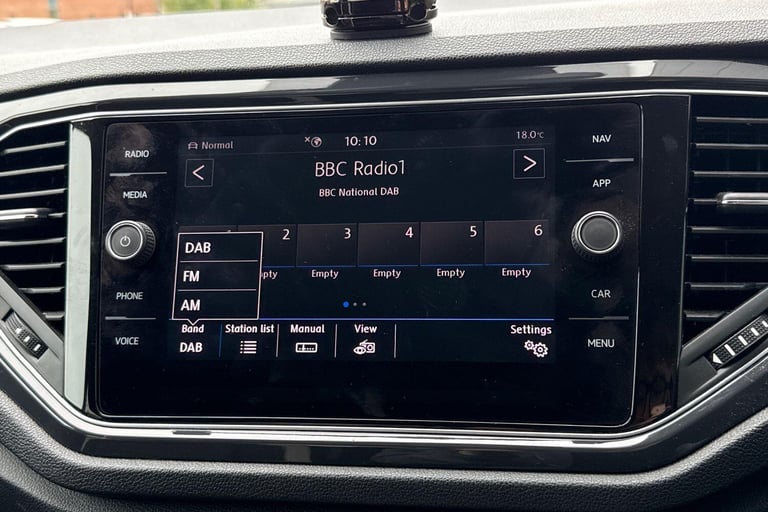 RADIO
MEDIA
PHONE
VOICE
Normal
10:10
18.0°C
<
BBC Radio1
>
BBC National DAB
2 3 4 5 6
pty Empty Empty Empty Empty
DAB
FM
AM
Band Station list Manual View Settings
DAB
NAV
APP
CAR
MENU